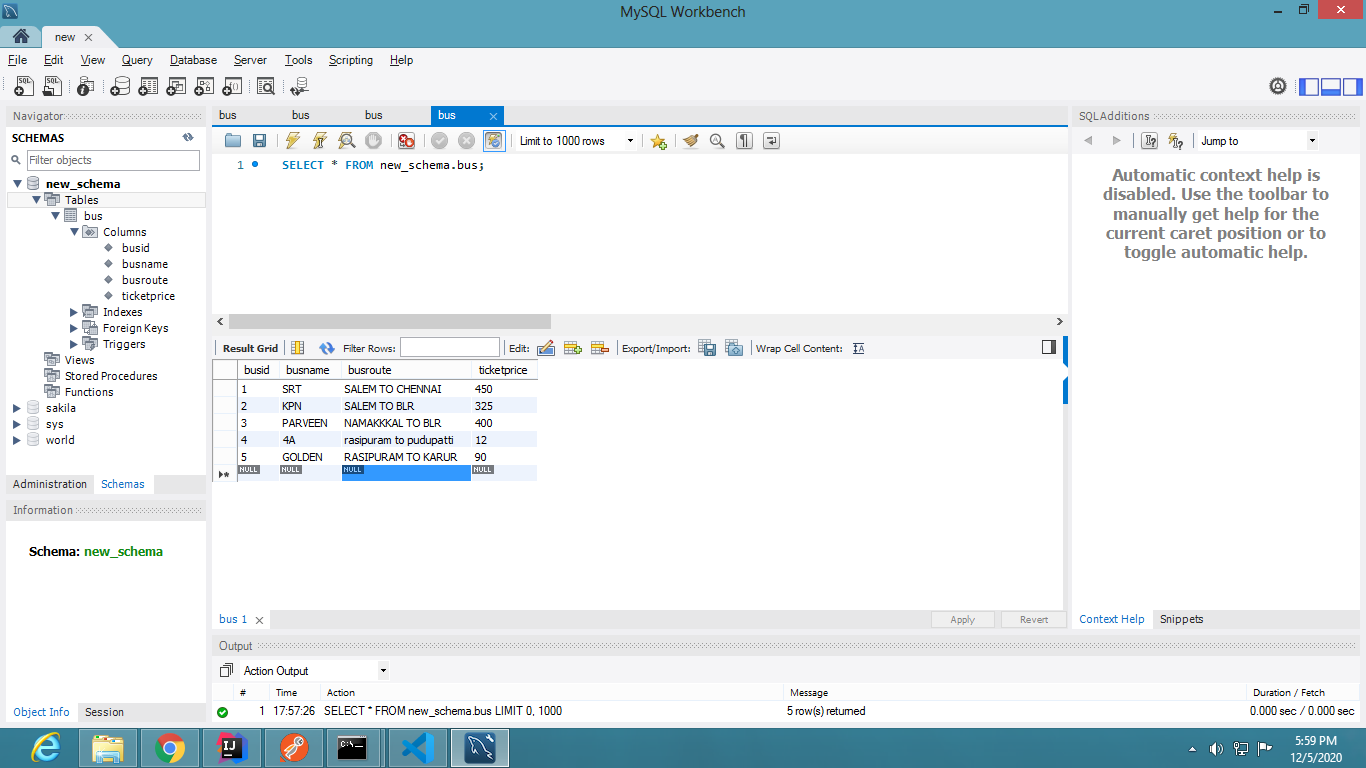 MySQL Workbench
new
File Edit View Query Database Server Tools Scripting Help
Navigator
SCHEMAS
Filter objects
new_schema
Tables
bus
Columns
busid
busname
busroute
ticketprice
Indexes
Foreign Keys
Triggers
Views
Stored Procedures
Functions
sakila
sys
world
Administration Schemas
Information
Schema: new_schema
Object Info Session
bus bus bus bus
Limit to 1000 rows
1 SELECT * FROM new_schema.bus;
Result Grid Filter Rows: Edit: Export/Import: Wrap Cell Content:
busid busname busroute ticketprice
1 SRT SALEM TO CHENNAI 450
2 KPN SALEM TO BLR 325
3 PARVEEN NAMAKKKAL TO BLR 400
4 4A rasipuram to pudupatti 12
5 GOLDEN RASIPURAM TO KARUR 90
NULL NULL NULL NULL
bus 1 Apply Revert
Output
Action Output
# Time Action Message Duration / Fetch
1 17:57:26 SELECT * FROM new_schema.bus LIMIT 0, 1000 5 row(s) returned 0.000 sec / 0.000 sec
SQLAdditions
Jump to
Automatic context help is
disabled. Use the toolbar to
manually get help for the
current caret position or to
toggle automatic help.
Context Help Snippets
5:59 PM
12/5/2020